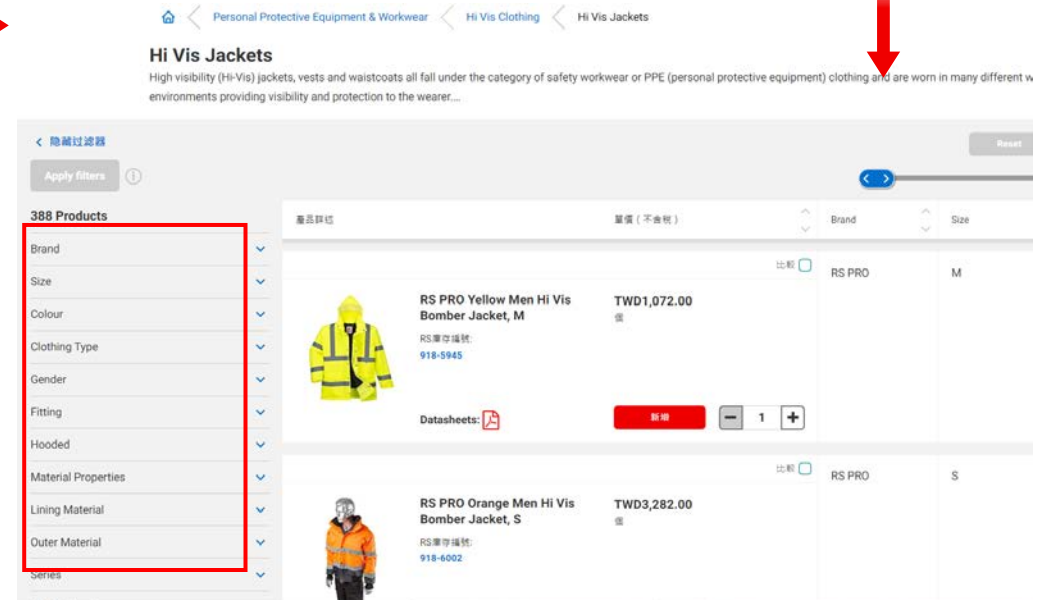 Personal Protective Equipment & Workwear Hi Vis Clothing Hi Vis Jackets
Hi Vis Jackets
High visibility (Hi-Vis) jackets, vests and waistcoats all fall under the category of safety workwear or PPE (personal protective equipment) clothing and are worn in many different w
environments providing visibility and protection to the wearer....
隐藏过滤器
Reset
Apply filters
388 Products
產品詳述 單價（不含稅） Brand Size
Brand
Size
Colour
Clothing Type
Gender
Fitting
Hooded
Material Properties
Lining Material
Outer Material
Series
比較
RS PRO Yellow Men Hi Vis
Bomber Jacket, M
RS庫存編號:
918-5945
TWD1,072.00
個
RS PRO
M
Datasheets:
新增
1
比較
RS PRO Orange Men Hi Vis
Bomber Jacket, S
RS庫存編號:
918-6002
TWD3,282.00
個
RS PRO
S